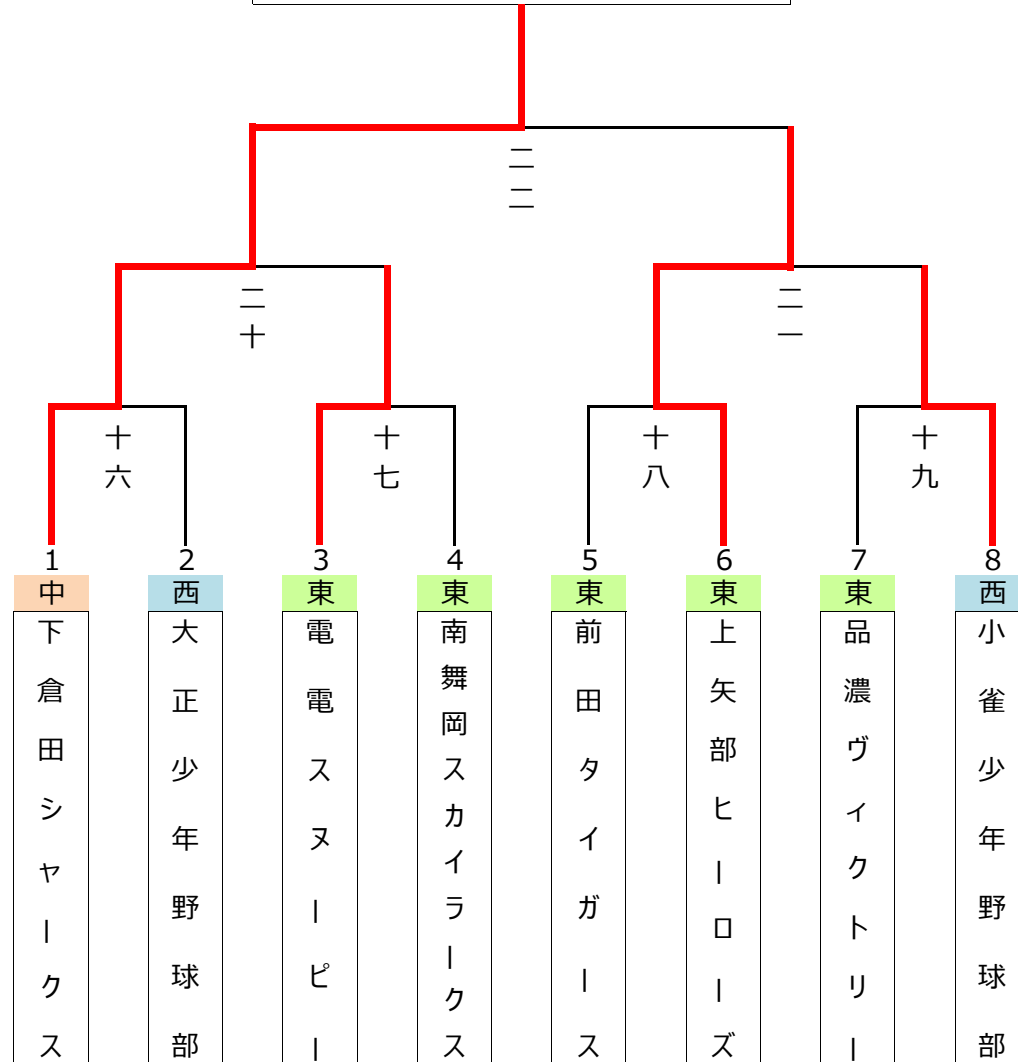 二二
二十
二一
十六
十七
十八
十九
1
2
3
4
5
6
7
8
中
西
東
東
東
東
東
西
下倉田シャークス
大正少年野球部
電電スヌーピー
南舞岡スカイラークス
前田タイガース
上矢部ヒーローズ
品濃ヴィクトリー
小雀少年野球部